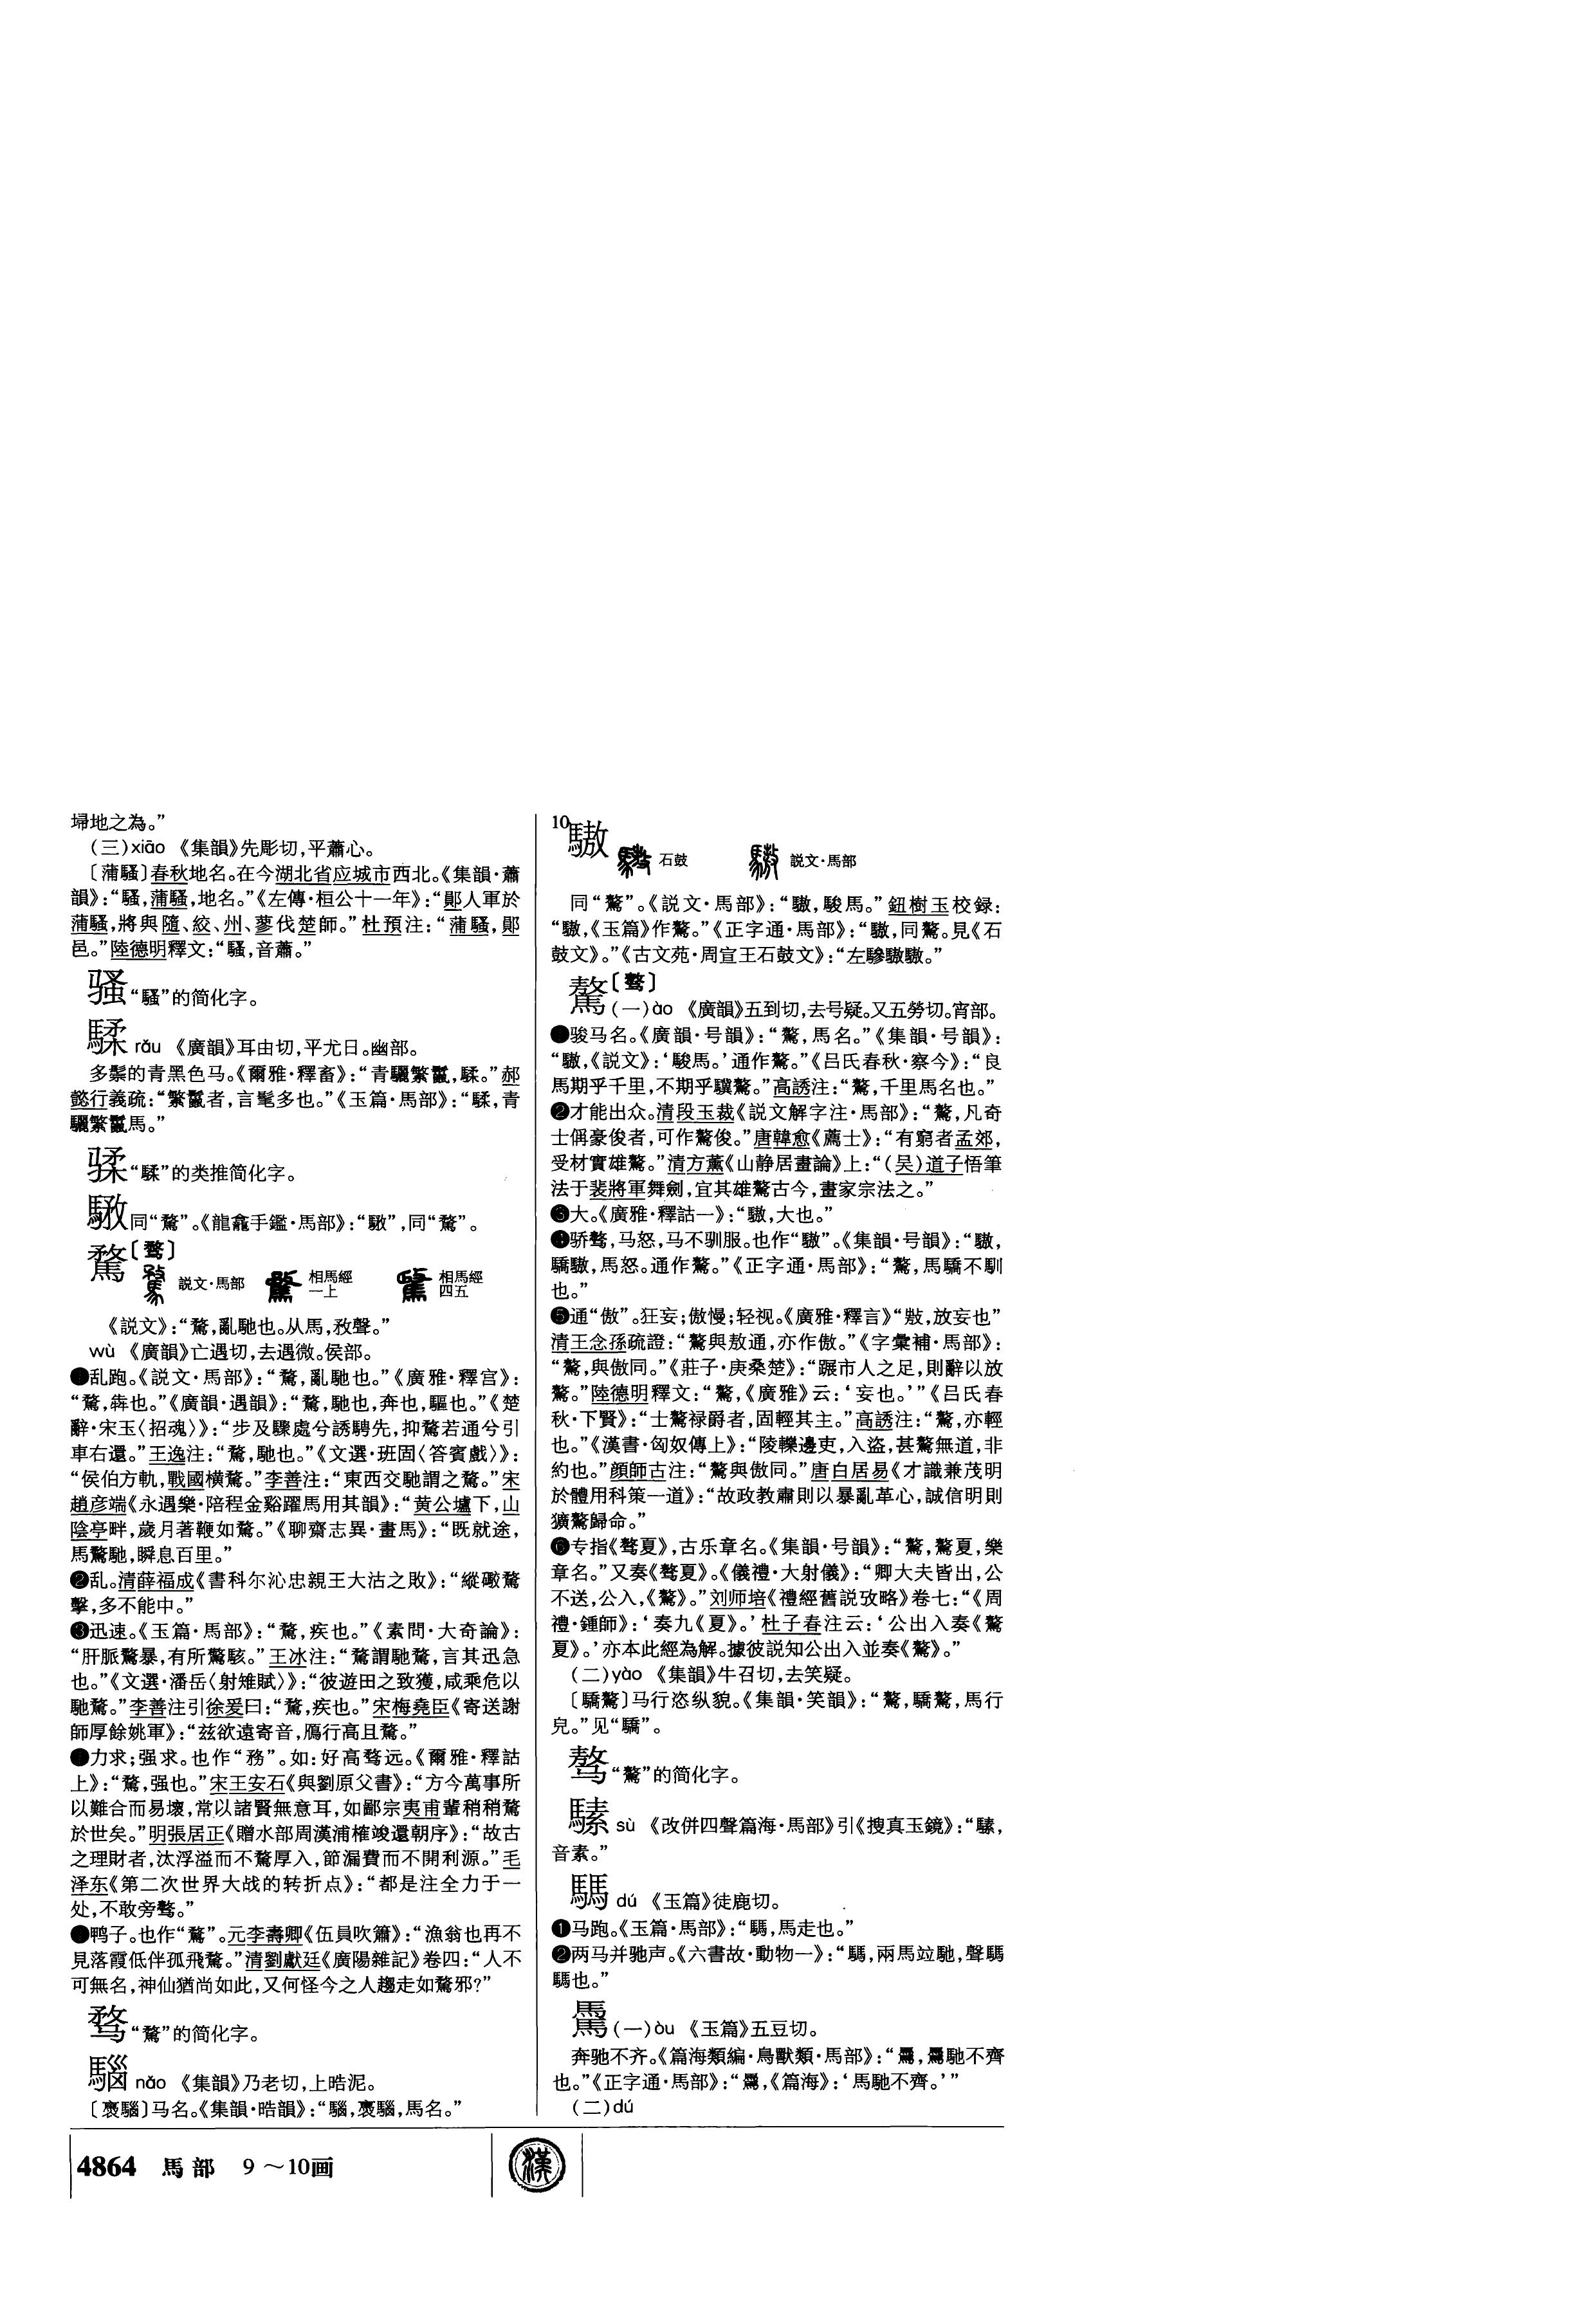 埽地之為。”
(三)xiāo 《集韻》先彫切,平蕭心。
〔蒲騷〕春秋地名。在今湖北省应城市西北。《集韻·蕭
韻》:“騷,蒲騷,地名。”《左傳·桓公十一年》:“鄖人軍於
蒲騷,將與隨、絞、州、蓼伐楚師。”杜預注:“蒲騷,鄖
邑。”陸德明釋文:“騷,音蕭。”
骚“騷”的简化字。
騥 rǎu 《廣韻》耳由切,平尤日。幽部。
多鬃的青黑色马。《爾雅·釋畜》:“青驪繁鬣,騥。”郝
懿行義疏:“繁鬣者,言髦多也。”《玉篇·馬部》:“騥,青
驪繁鬣馬。”
“騥”的类推简化字。
同“騖”。《龍龕手鑑·馬部》:“,同“騖”。
騖〔骛〕
説文·馬部 相馬經一上 相馬經四五
《説文》:“騖,亂馳也。从馬,敄聲。”
wù 《廣韻》亡遇切,去遇微。侯部。
❶乱跑。《説文·馬部》:“騖,亂馳也。”《廣雅·釋宫》:
“騖,犇也。”《廣韻·遇韻》:“騖,馳也,奔也,驅也。”《楚
辭·宋玉〈招魂〉》:“步及驟處兮誘騁先,抑騖若通兮引
車右還。”王逸注:“騖,馳也。”《文選·班固〈答賓戲〉》:
“侯伯方軌,戰國横騖。”李善注:“東西交馳謂之騖。”宋
趙彦端《永遇樂·陪程金谿躍馬用其韻》:“黄公壚下,山
陰亭畔,歲月著鞭如騖。”《聊齋志異·畫馬》:“既就途,
馬騖馳,瞬息百里。”
❷乱。清薛福成《書科尔沁忠親王大沽之敗》:“縱礮騖
擊,多不能中。”
❸迅速。《玉篇·馬部》:“騖,疾也。”《素問·大奇論》:
“肝脈騖暴,有所驚駭。”王冰注:“騖謂馳騖,言其迅急
也。”《文選·潘岳〈射雉賦〉》:“彼遊田之致獲,咸乘危以
馳騖。”李善注引徐爰曰:“騖,疾也。”宋梅堯臣《寄送謝
師厚餘姚軍》:“兹欲遠寄音,鴈行高且騖。”
❹力求;强求。也作“務”。如:好高骛远。《爾雅·釋詁
上》:“騖,强也。”宋王安石《與劉原父書》:“方今萬事所
以難合而易壞,常以諸賢無意耳,如鄙宗夷甫輩稍稍騖
於世矣。”明張居正《贈水部周漢浦榷竣還朝序》:“故古
之理財者,汰浮溢而不騖厚入,節漏費而不開利源。”毛
泽东《第二次世界大战的转折点》:“都是注全力于一
处,不敢旁骛。”
❺鸭子。也作“鶩”。元李壽卿《伍員吹簫》:“漁翁也再不
見落霞低伴孤飛騖。”清劉獻廷《廣陽雜記》卷四:“人不
可無名,神仙猶尚如此,又何怪今之人趨走如騖邪?”
骛“騖”的简化字。
nǎo 《集韻》乃老切,上晧泥。
〔褭〕马名。《集韻·晧韻》:“,褭,馬名。”
10
驐 石鼓 説文·馬部
同“驁”。《説文·馬部》:“,駿馬。”鈕樹玉校録:
“,《玉篇》作驁。”《正字通·馬部》:“,同驁。見《石
鼓文》。”《古文苑·周宣王石鼓文》:“左驂。”
驁〔骜〕
(一)ào 《廣韻》五到切,去号疑。又五勞切。宵部。
❶骏马名。《廣韻·号韻》:“驁,馬名。”《集韻·号韻》:
“,《説文》:‘駿馬。’通作驁。”《吕氏春秋·察今》:“良
馬期乎千里,不期乎驥驁。”高誘注:“驁,千里馬名也。”
❷才能出众。清段玉裁《説文解字注·馬部》:“驁,凡奇
士偁豪俊者,可作驁俊。”唐韓愈《薦士》:“有窮者孟郊,
受材實雄驁。”清方薰《山静居畫論》上:“(吴)道子悟筆
法于裴將軍舞劍,宜其雄驁古今,畫家宗法之。”
❸大。《廣雅·釋詁一》:“,大也。”
❹骄骜,马怒,马不驯服。也作“”。《集韻·号韻》:“,
驕,馬怒。通作驁。”《正字通·馬部》:“驁,馬驕不馴
也。”
❺通“傲”。狂妄;傲慢;轻视。《廣雅·釋言》“,放妄也”
清王念孫疏證:“驁與敖通,亦作傲。”《字彙補·馬部》:
“驁,與傲同。”《莊子·庚桑楚》:“蹍市人之足,則辭以放
驁。”陸德明釋文:“驁,《廣雅》云:‘妄也。’”《吕氏春
秋·下賢》:“士驁禄爵者,固輕其主。”高誘注:“驁,亦輕
也。”《漢書·匈奴傳上》:“陵轢邊吏,入盗,甚驁無道,非
約也。”顔師古注:“驁與傲同。”唐白居易《才識兼茂明
於體用科策一道》:“故政教肅則以暴亂革心,誠信明則
獷驁歸命。”
❻专指《骜夏》,古乐章名。《集韻·号韻》:“驁,驁夏,樂
章名。”又奏《骜夏》。《儀禮·大射儀》:“卿大夫皆出,公
不送,公入,《驁》。”刘师培《禮經舊説攷略》卷七:“《周
禮·鍾師》:‘奏九《夏》。’杜子春注云:‘公出入奏《驁
夏》。’亦本此經為解。據彼説知公出入並奏《驁》。”
(二)yào 《集韻》牛召切,去笑疑。
〔驕驁〕马行恣纵貌。《集韻·笑韻》:“驁,驕驁,馬行
皃。”见“驕”。
骜“驁”的简化字。
sù 《改併四聲篇海·馬部》引《搜真玉鏡》:“,
音素。”
dú 《玉篇》徒鹿切。
❶马跑。《玉篇·馬部》:“,馬走也。”
❷两马并驰声。《六書故·動物一》:“,兩馬竝馳,聲
也。”
(一)òu 《玉篇》五豆切。
奔驰不齐。《篇海類編·鳥獸類·馬部》:“,馳不齊
也。”《正字通·馬部》:“,《篇海》:‘馬馳不齊。’”
(二)dú
4864 馬部 9～10画
漢